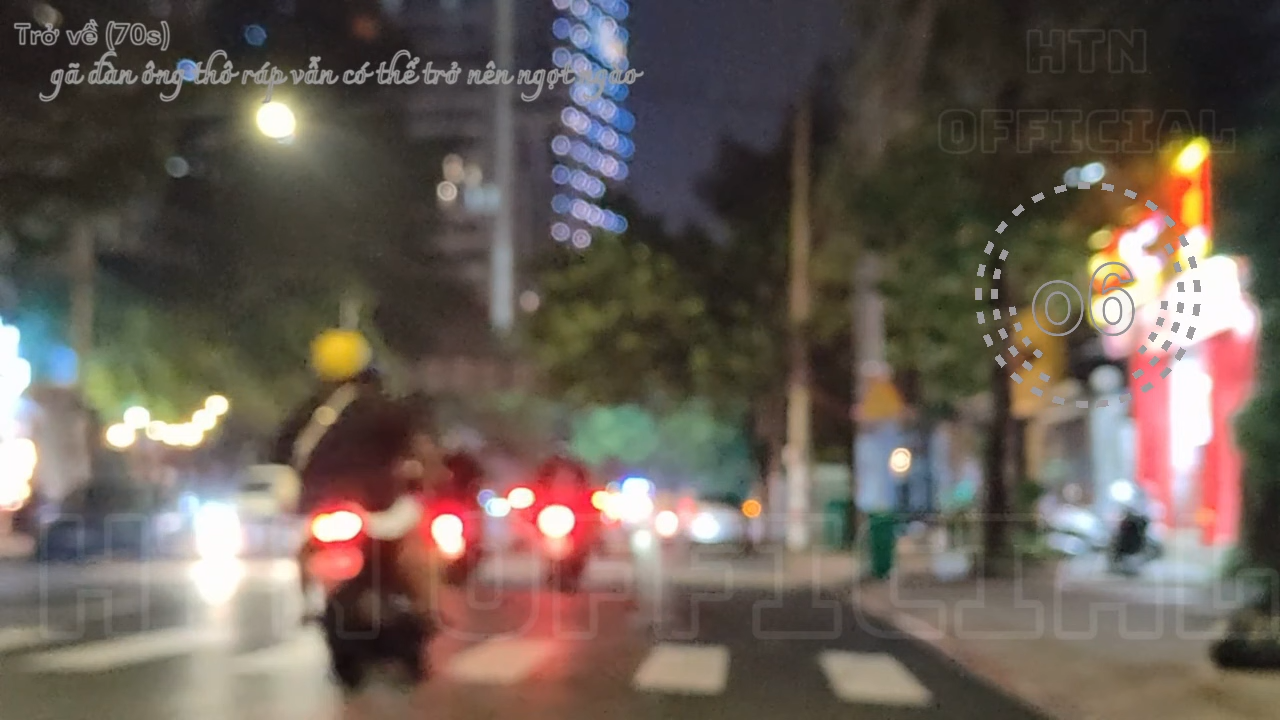 Trở về (70s)
gã đàn ông thô ráp vẫn có thể trở nên ngọt ngào
HTN
OFFICIAL
06
HTN OFFICIAL